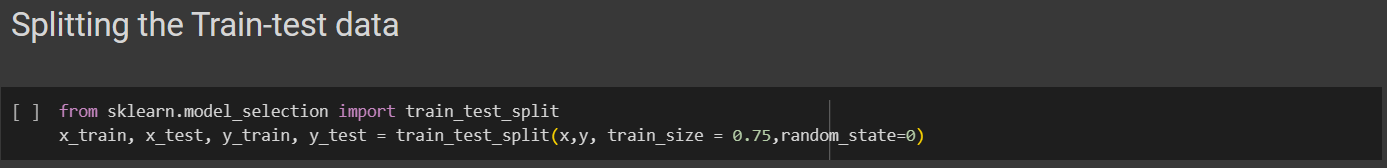 Splitting the Train-test data
[ ] from sklearn.model_selection import train_test_split
x_train, x_test, y_train, y_test = train_test_split(x,y, train_size = 0.75,random_state=0)